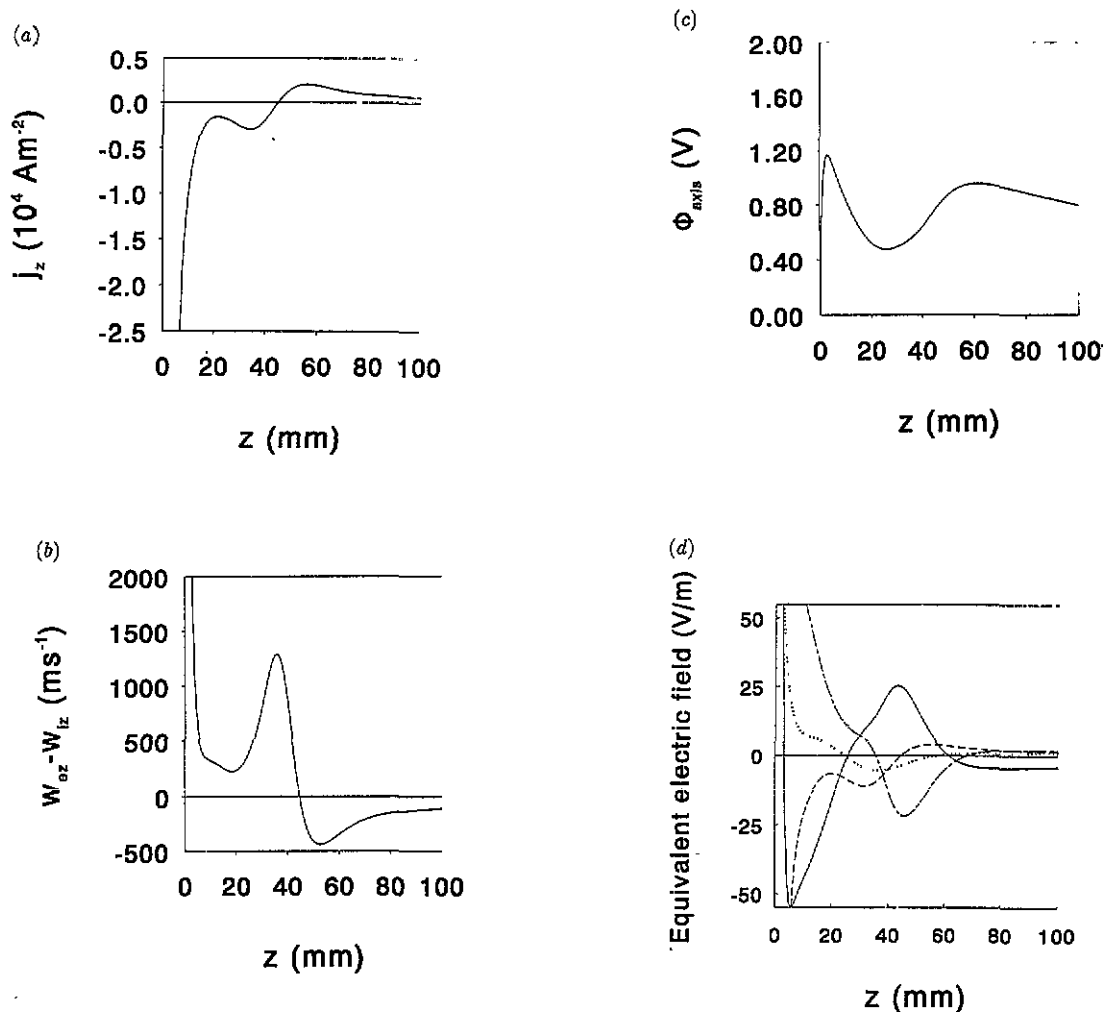 (a)
0.5
0.0
-0.5
-1.0
-1.5
-2.0
-2.5
j_z (10⁴ Am⁻²)
0 20 40 60 80 100
z (mm)
(c)
2.00
1.60
1.20
0.80
0.40
0.00
Φ_axis (V)
0 20 40 60 80 100
z (mm)
(b)
2000
1500
1000
500
0
-500
W_ez-W_iz (ms⁻¹)
0 20 40 60 80 100
z (mm)
(d)
50
25
0
-25
-50
Equivalent electric field (V/m)
0 20 40 60 80 100
z (mm)